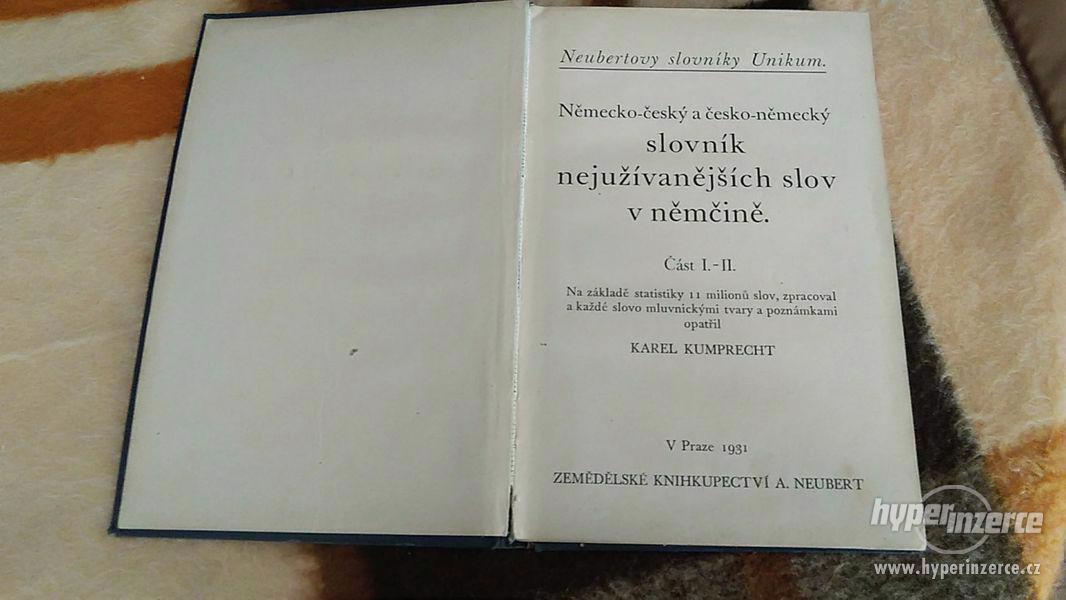 Neubertovy slovníky Unikum.
Německo-český a česko-německý
slovník
nejužívanějších slov
v němčině.
Část I.-II.
Na základě statistiky 11 milionů slov, zpracoval
a každé slovo mluvnickými tvary a poznámkami
opatřil
KAREL KUMPRECHT
V Praze 1931
ZEMĚDĚLSKÉ KNIHKUPECTVÍ A. NEUBERT
hyperinzerce
www.hyperinzerce.cz